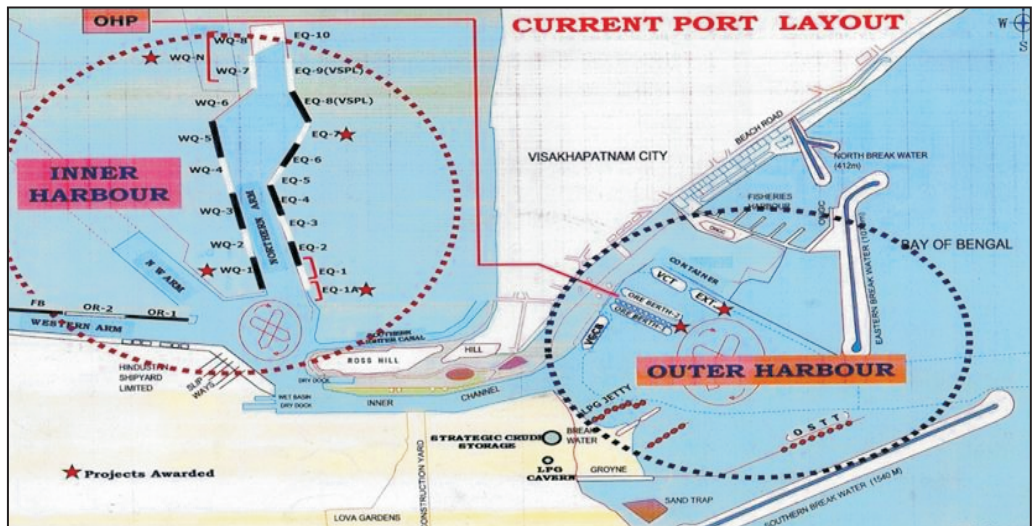 OHP
CURRENT PORT LAYOUT
W
S
WQ-8
EQ-10
WQ-N
WQ-7
EQ-9(VSPL)
WQ-6
EQ-8(VSPL)
WQ-5
EQ-7
WQ-4
EQ-6
EQ-5
WQ-3
EQ-4
EQ-3
WQ-2
EQ-2
WQ-1
EQ-1
EQ-1A
INNER
HARBOUR
NORTHERN ARM
N W ARM
FB
OR-2
OR-1
WESTERN ARM
HINDUSTAN
SHIPYARD
LIMITED
SLIP
WAYS
WET BASIN
DRY DOCK
DRY DOCK
SOUTHERN
LIGHTER CANAL
ROSS HILL
HILL
INNER
CHANNEL
VISAKHAPATNAM CITY
BEACH ROAD
NORTH BREAK WATER
(412m)
FISHERIES
HARBOUR
ONGC
ONGC
BAY OF BENGAL
CONTAINER
VCT
EXT
ORE BERTH-2
ORE BERTH-1
VGCB
OUTER HARBOUR
LPG JETTY
OSTT
STRATEGIC CRUDE
STORAGE
BREAK
WATER
LPG
CAVERN
GROYNE
SAND TRAP
SOUTHERN BREAK WATER (1540 M)
Projects Awarded
LOVA GARDENS
CONSTRUCTION YARD